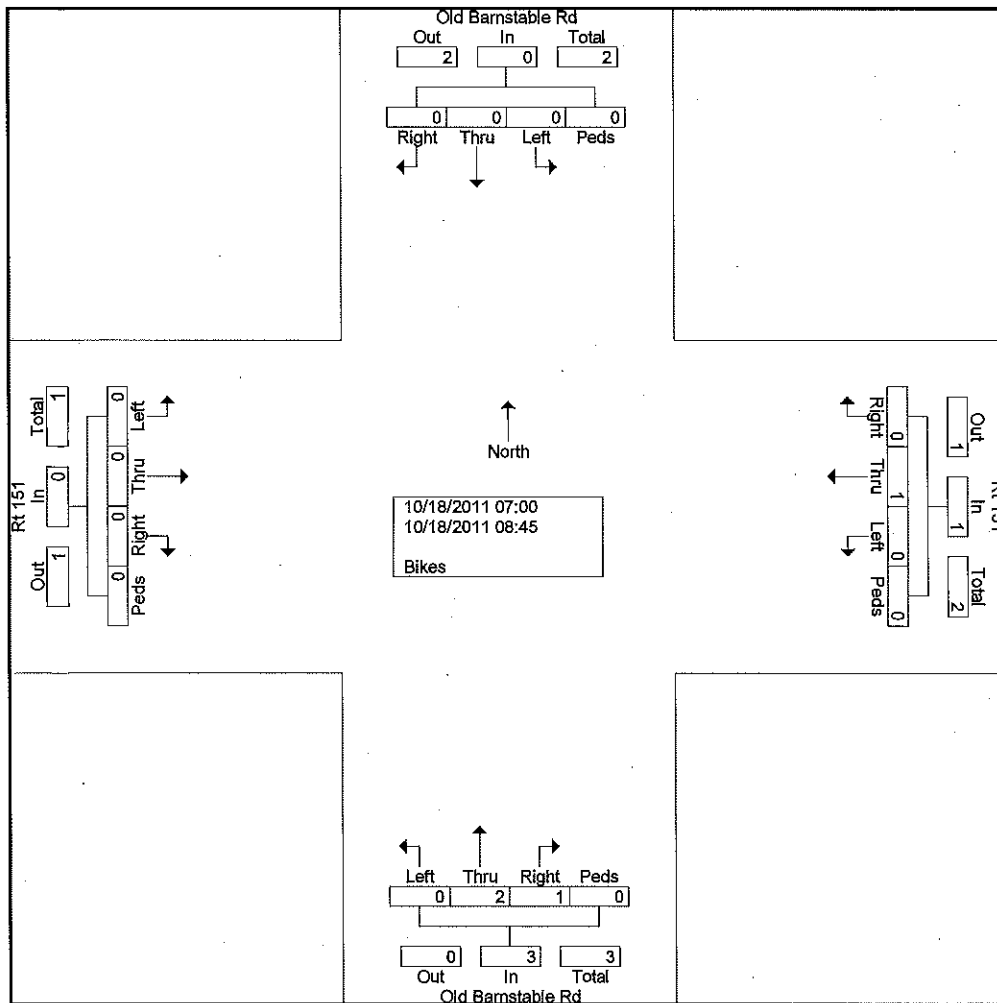 Old Barnstable Rd
Out In Total
2 0 2
0 0 0 0
Right Thru Left Peds
Rt 151
Total In Out
1 0 1
0 0 0 0
Left Thru Right Peds
North
10/18/2011 07:00
10/18/2011 08:45
Bikes
Right Thru Left Peds
0 1 0 0
Out In Total
1 1 2
Rt 151
Left Thru Right Peds
0 2 1 0
0 3 3
Out In Total
Old Barnstable Rd